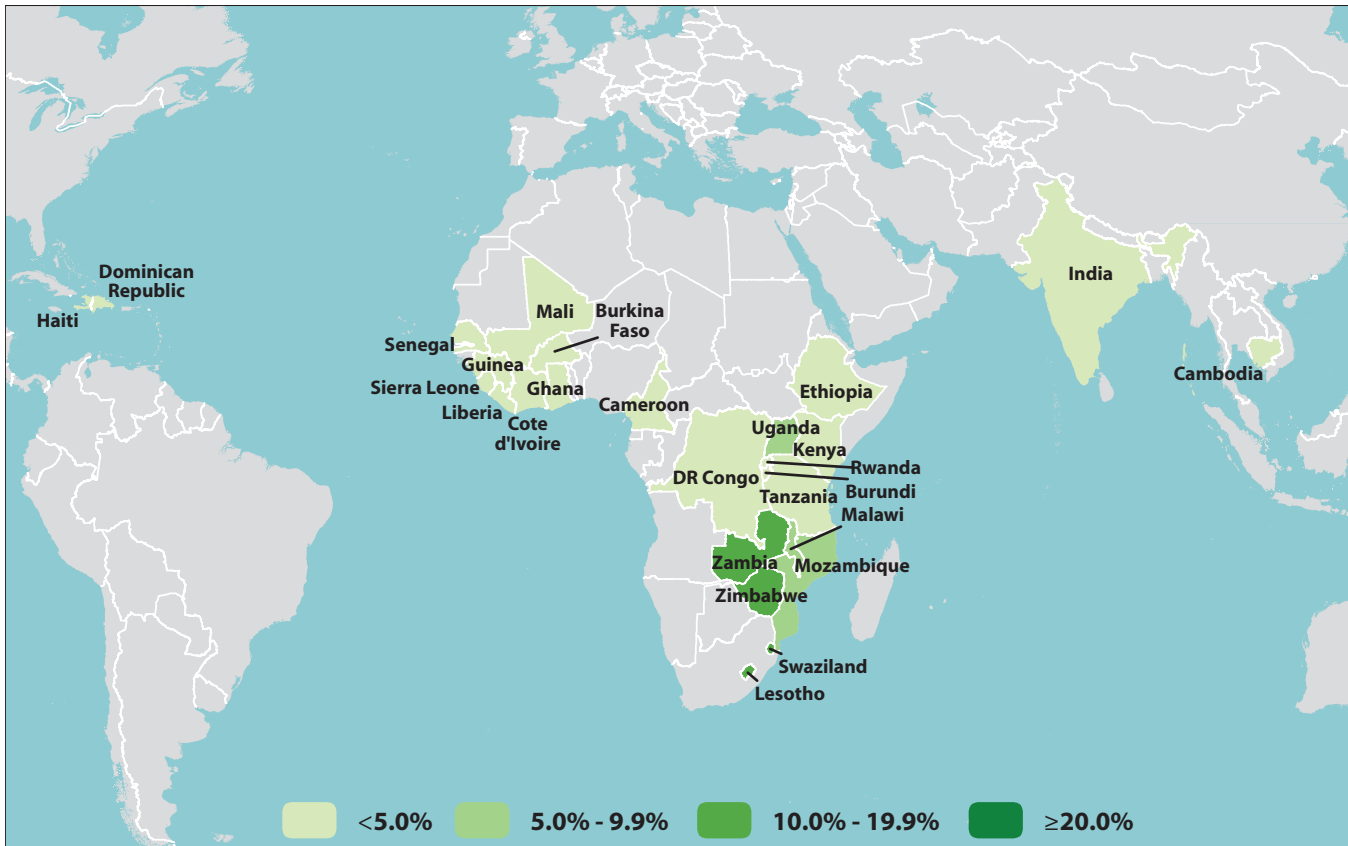 Dominican
Republic
Haiti
Mali
Burkina
Faso
Senegal
Guinea
Sierra Leone
Ghana
Liberia
Cote
d'Ivoire
Cameroon
Ethiopia
Uganda
Kenya
Rwanda
DR Congo
Burundi
Tanzania
Malawi
Zambia
Mozambique
Zimbabwe
Swaziland
Lesotho
India
Cambodia
<5.0%
5.0% - 9.9%
10.0% - 19.9%
≥20.0%